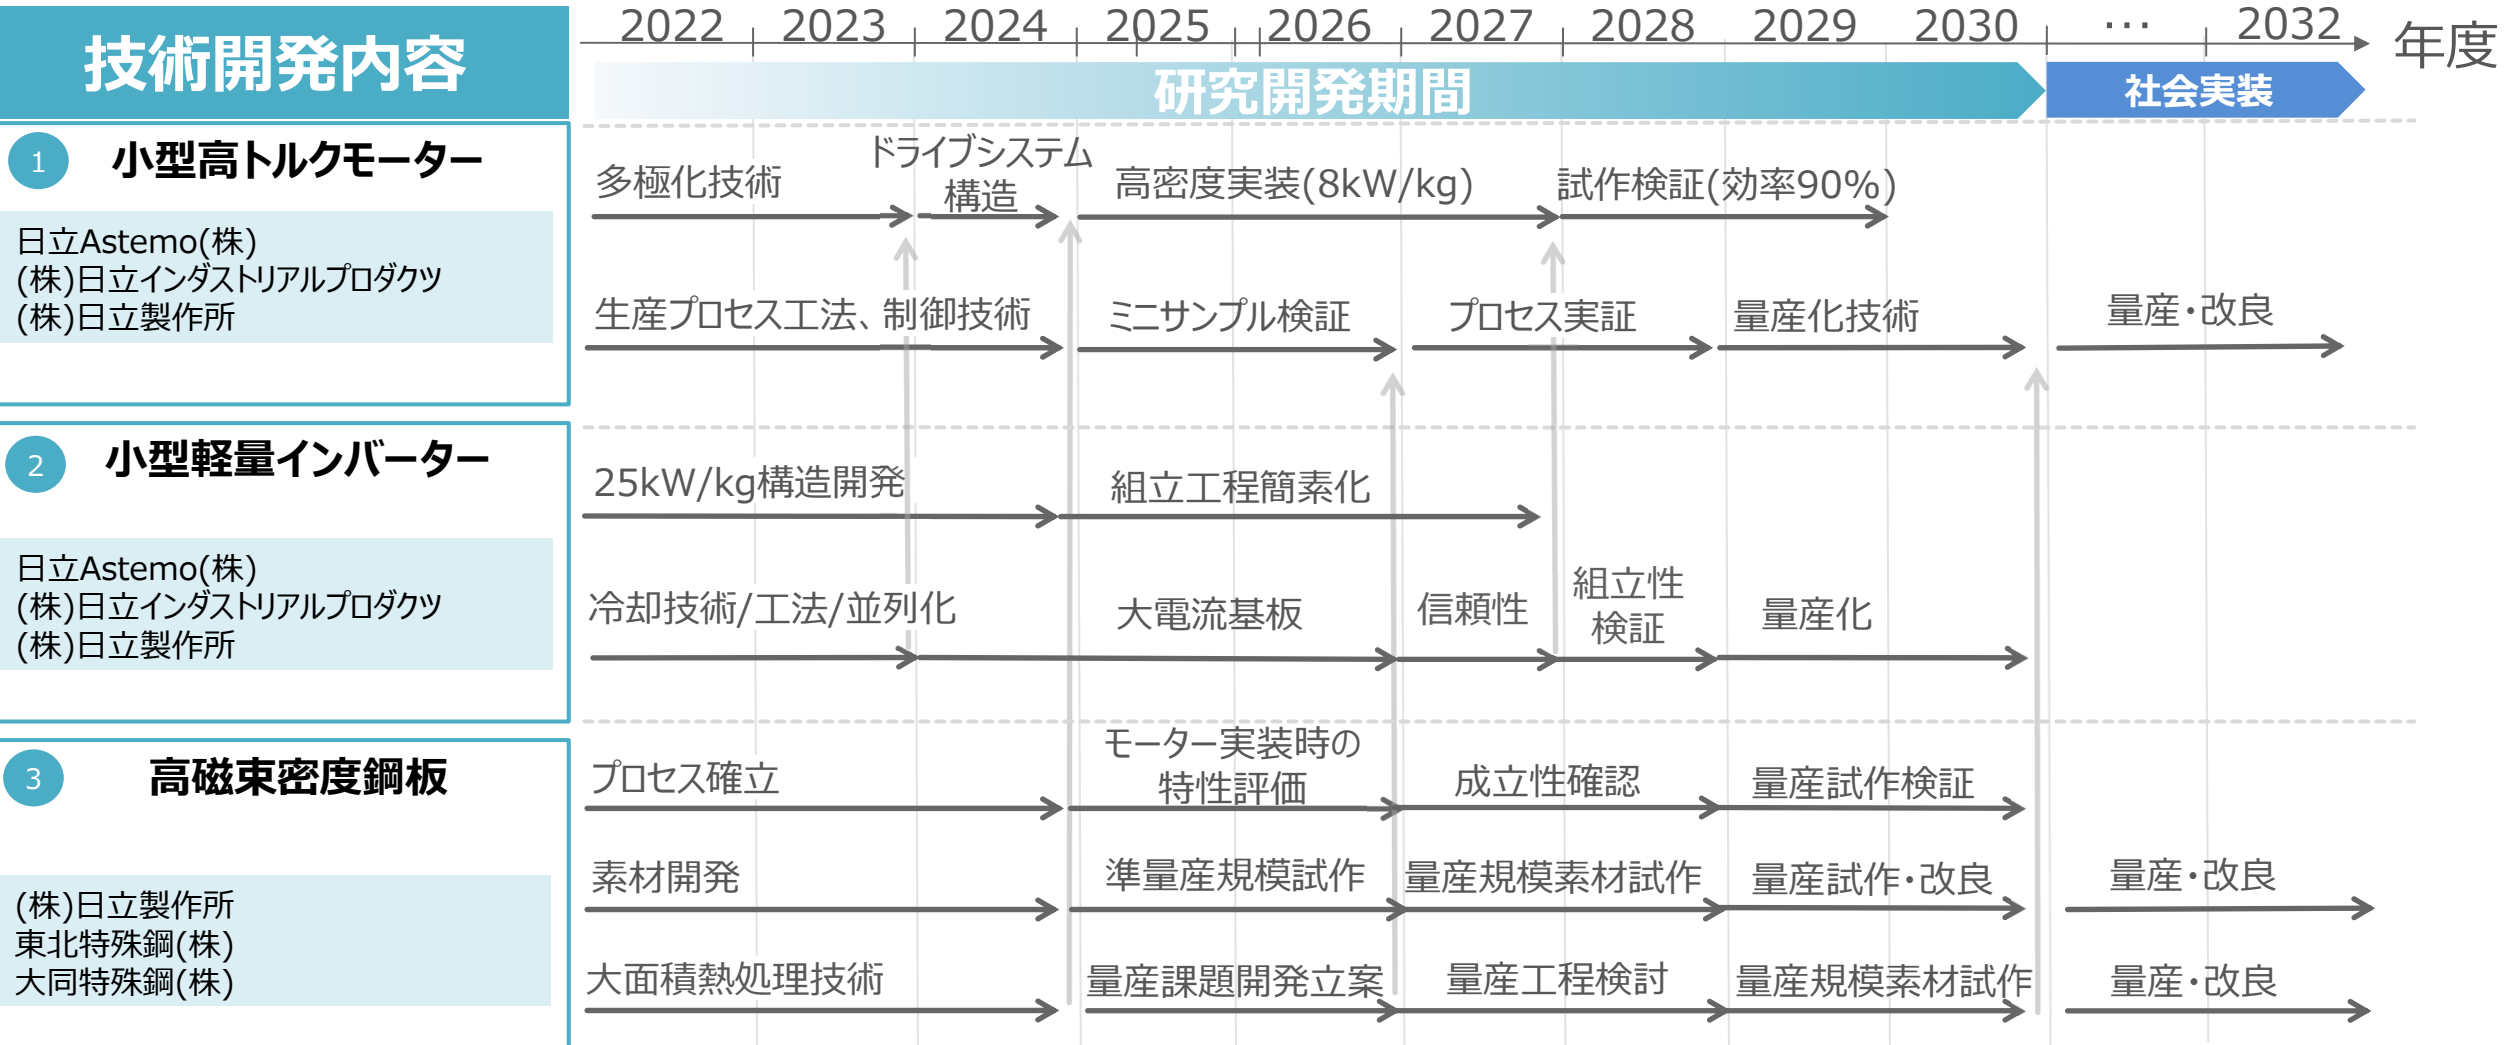 技術開発内容
2022 2023 2024 2025 2026 2027 2028 2029 2030 … 2032 年度
研究開発期間 社会実装
1 小型高トルクモーター
日立Astemo(株)
(株)日立インダストリアルプロダクツ
(株)日立製作所
多極化技術
ドライブシステム
構造
高密度実装(8kW/kg)
試作検証(効率90%)
生産プロセス工法、制御技術
ミニサンプル検証
プロセス実証
量産化技術
量産・改良
2 小型軽量インバーター
日立Astemo(株)
(株)日立インダストリアルプロダクツ
(株)日立製作所
25kW/kg構造開発
組立工程簡素化
冷却技術/工法/並列化
大電流基板
信頼性
組立性
検証
量産化
3 高磁束密度鋼板
(株)日立製作所
東北特殊鋼(株)
大同特殊鋼(株)
プロセス確立
モーター実装時の
特性評価
成立性確認
量産試作検証
素材開発
準量産規模試作
量産規模素材試作
量産試作・改良
量産・改良
大面積熱処理技術
量産課題開発立案
量産工程検討
量産規模素材試作
量産・改良